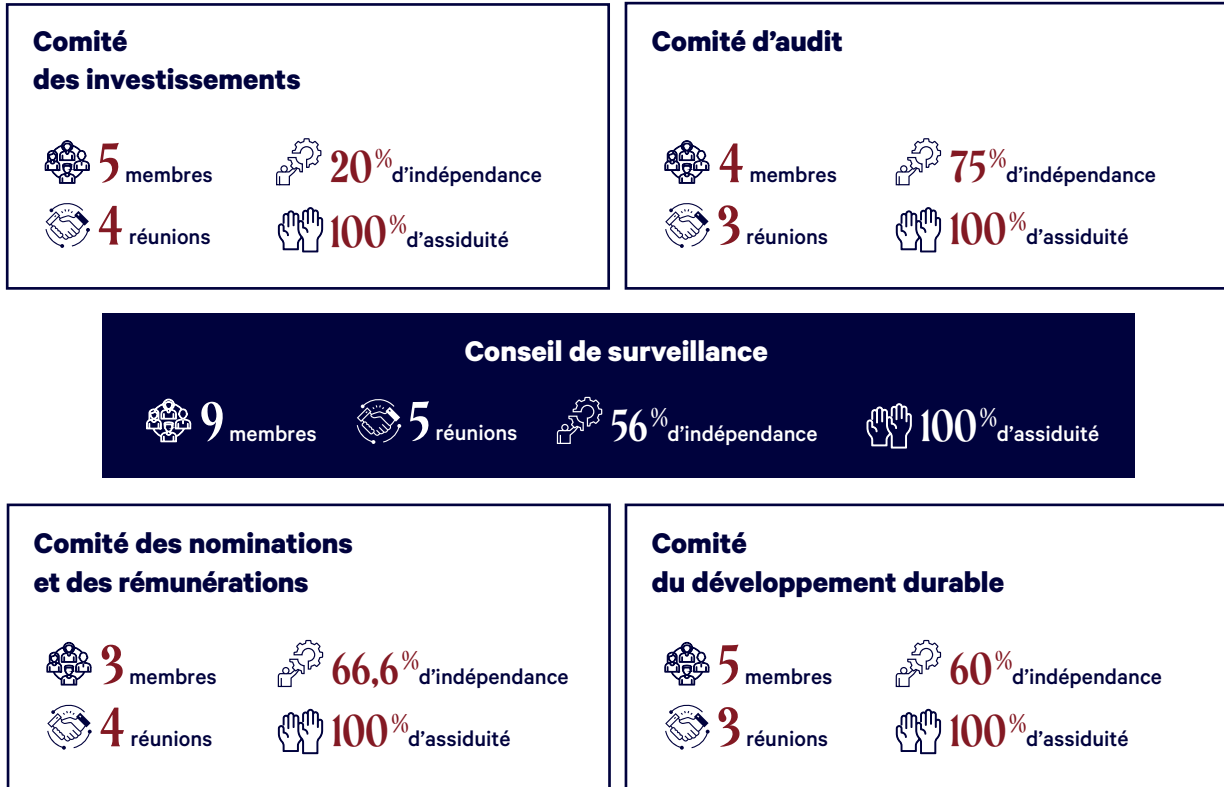 Comité
des investissements
5 membres
20% d'indépendance
4 réunions
100% d'assiduité
Comité d'audit
4 membres
75% d'indépendance
3 réunions
100% d'assiduité
Conseil de surveillance
9 membres
5 réunions
56% d'indépendance
100% d'assiduité
Comité des nominations
et des rémunérations
3 membres
66,6% d'indépendance
4 réunions
100% d'assiduité
Comité
du développement durable
5 membres
60% d'indépendance
3 réunions
100% d'assiduité